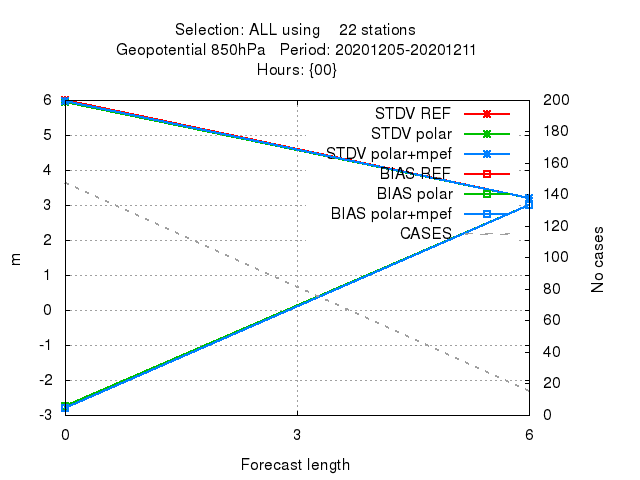 Selection: ALL using    22 stations
Geopotential 850hPa   Period: 20201205-20201211
Hours: {00}
STDV REF
STDV polar
STDV polar+mpef
BIAS REF
BIAS polar
BIAS polar+mpef
CASES
6
5
4
3
2
1
0
-1
-2
-3
m
200
180
160
140
120
100
80
60
40
20
0
No cases
0 3 6
Forecast length